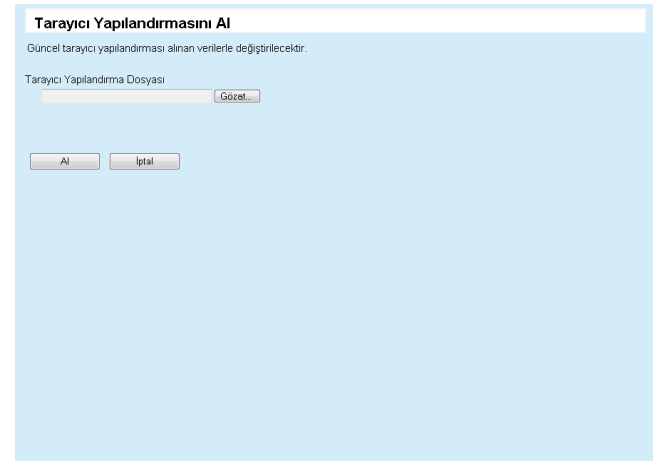 Tarayıcı Yapılandırmasını Al
Güncel tarayıcı yapılandırması alınan verilerle değiştirilecektir.
Tarayıcı Yapılandırma Dosyası
Gözat...
Al İptal